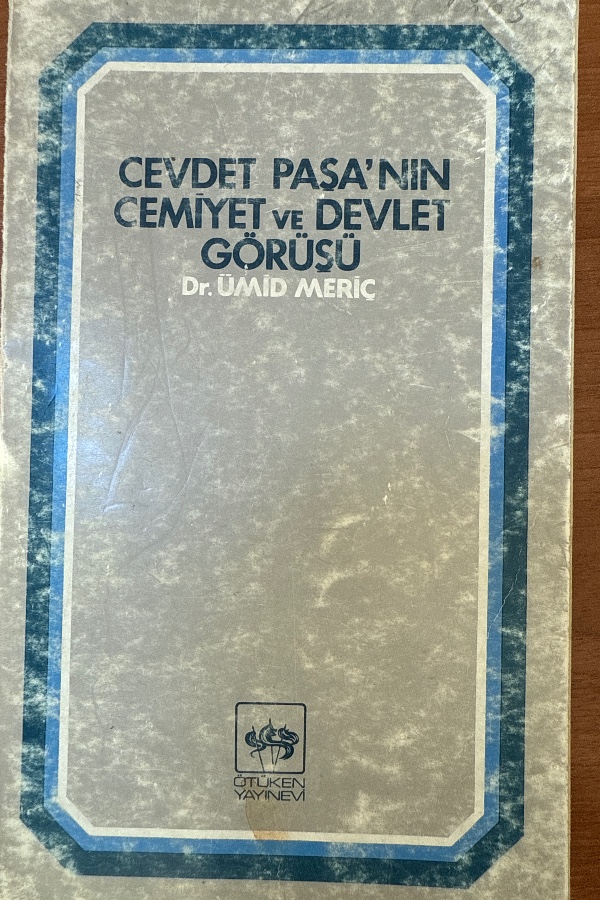 CEVDET PAŞA'NIN
CEMİYET VE DEVLET
GÖRÜŞÜ
Dr. ÜMİD MERİÇ
ÖTÜKEN
YAYINEVİ